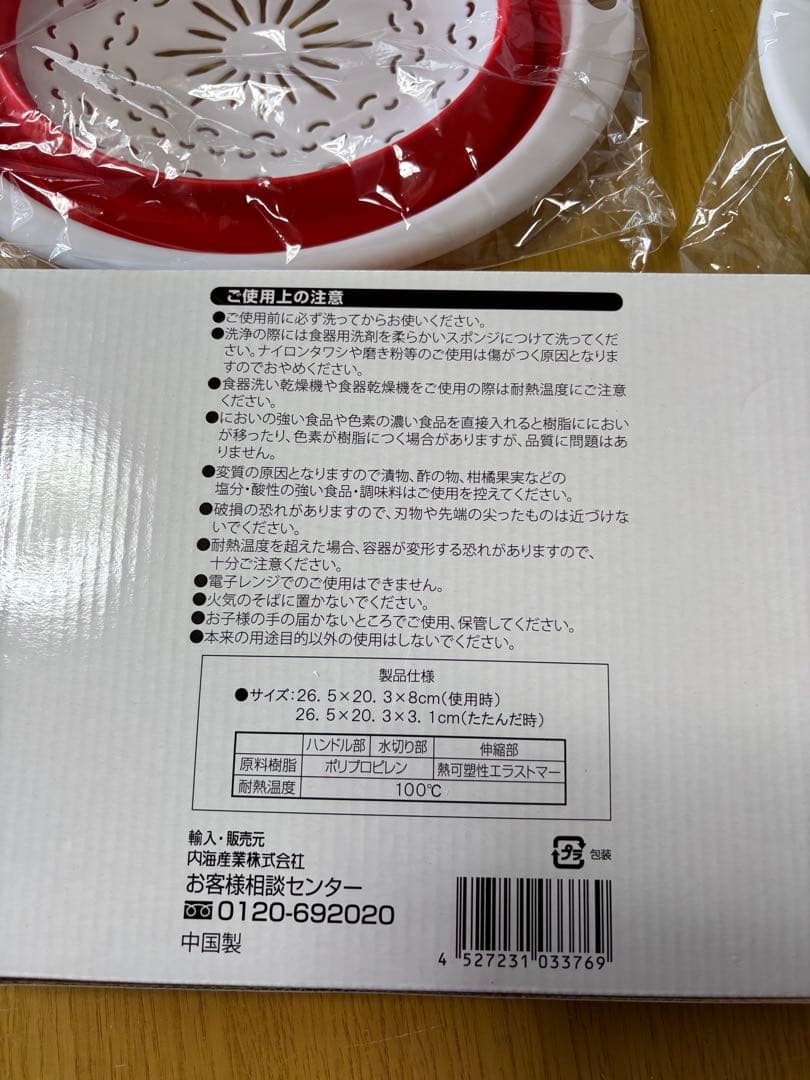 ご使用上の注意
●ご使用前に必ず洗ってからお使いください。
●洗浄の際には食器用洗剤を柔らかいスポンジにつけて洗ってくだ
さい。ナイロンタワシや磨き粉等のご使用は傷がつく原因となりま
すのでおやめください。
●食器洗い乾燥機や食器乾燥機をご使用の際は耐熱温度にご注意
ください。
●においの強い食品や色素の濃い食品を直接入れると樹脂ににおい
が移ったり、色素が樹脂につく場合がありますが、品質に問題はあ
りません。
●変質の原因となりますので漬物、酢の物、柑橘果実などの
塩分・酸性の強い食品・調味料はご使用を控えてください。
●破損の恐れがありますので、刃物や先端の尖ったものは近づけな
いでください。
●耐熱温度を超えた場合、容器が変形する恐れがありますので、
十分ご注意ください。
●電子レンジでのご使用はできません。
●火気のそばに置かないでください。
●お子様の手の届かないところでご使用、保管してください。
●本来の用途目的以外の使用はしないでください。
製品仕様
●サイズ:26.5×20.3×8cm(使用時)
26.5×20.3×3.1cm(たたんだ時)
ハンドル部 水切り部 伸縮部
原料樹脂 ポリプロピレン 熱可塑性エラストマー
耐熱温度 100℃
輸入・販売元
内海産業株式会社
お客様相談センター
0120-692020
中国製
プラ 包装
4 527231 033769